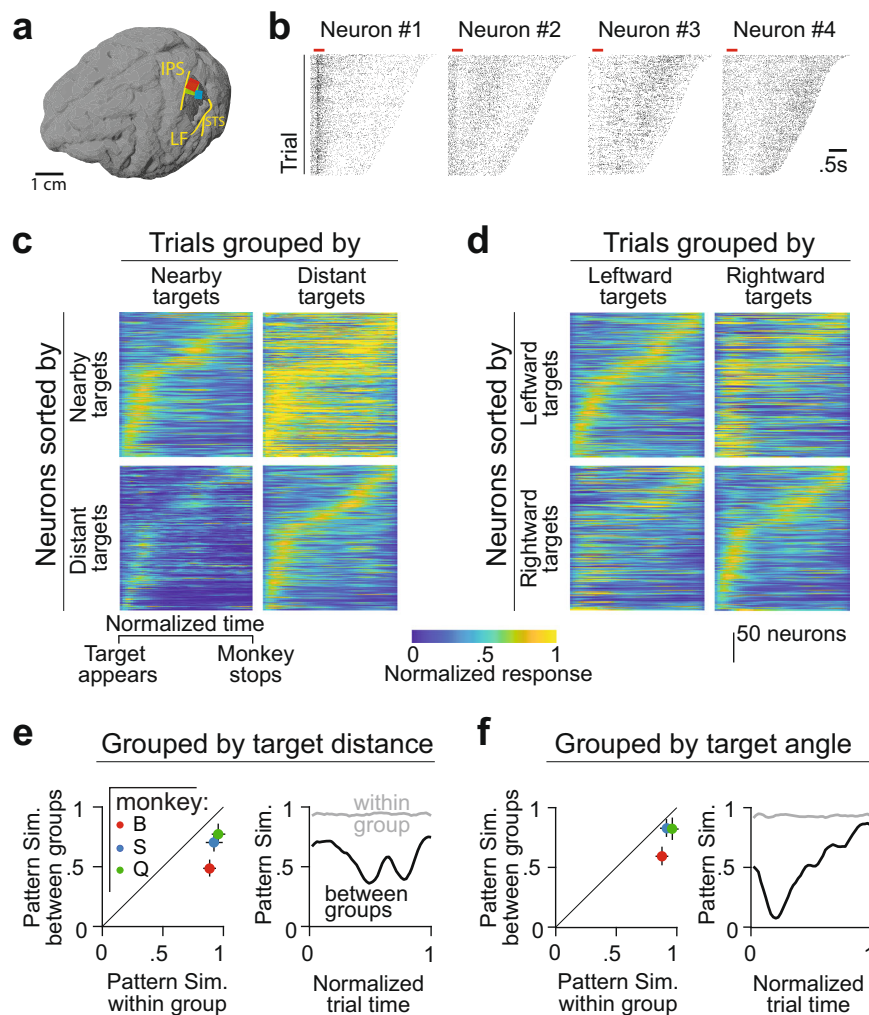 a
IPS
STS
LF
1 cm
b
Neuron #1
Neuron #2
Neuron #3
Neuron #4
Trial
.5s
c
Trials grouped by
Nearby
targets
Distant
targets
Neurons sorted by
Nearby
targets
Distant
targets
Normalized time
Target
appears
Monkey
stops
d
Trials grouped by
Leftward
targets
Rightward
targets
Neurons sorted by
Leftward
targets
Rightward
targets
50 neurons
0 .5 1
Normalized response
e
Grouped by target distance
Pattern Sim.
between groups
1
.5
0
monkey:
B
S
Q
0 .5 1
Pattern Sim.
within group
Pattern Sim.
1
.5
0
within
group
between
groups
0 1
Normalized
trial time
f
Grouped by target angle
Pattern Sim.
between groups
1
.5
0
0 .5 1
Pattern Sim.
within group
Pattern Sim.
1
.5
0
0 1
Normalized
trial time